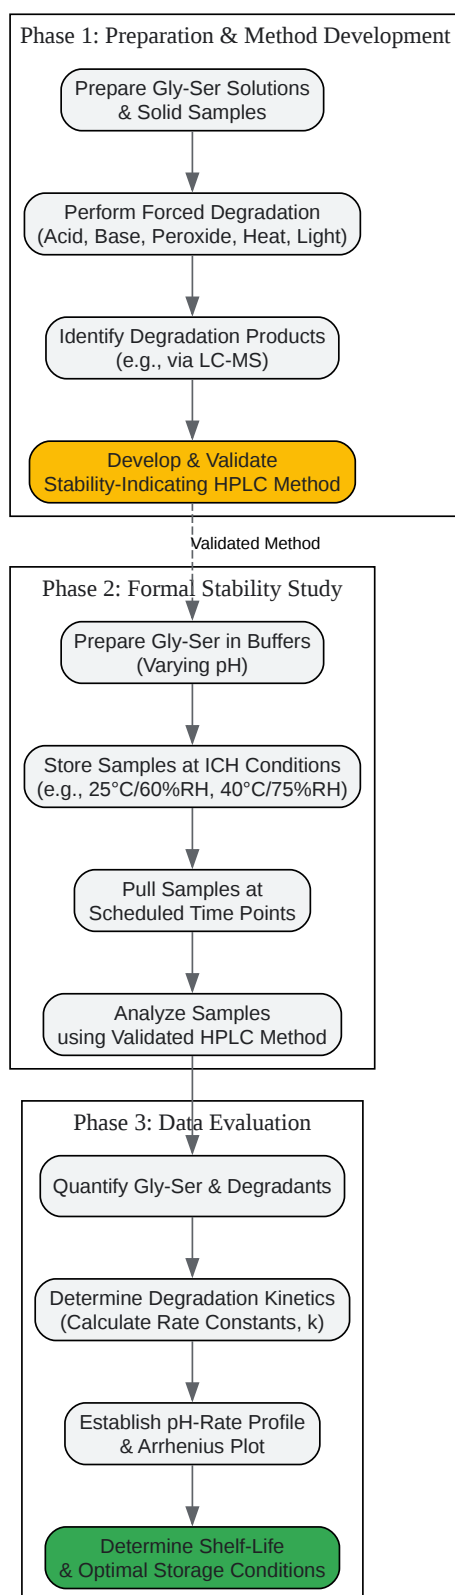 Phase 1: Preparation & Method Development
Prepare Gly-Ser Solutions
& Solid Samples
Perform Forced Degradation
(Acid, Base, Peroxide, Heat, Light)
Identify Degradation Products
(e.g., via LC-MS)
Develop & Validate
Stability-Indicating HPLC Method
Validated Method
Phase 2: Formal Stability Study
Prepare Gly-Ser in Buffers
(Varying pH)
Store Samples at ICH Conditions
(e.g., 25°C/60%RH, 40°C/75%RH)
Pull Samples at
Scheduled Time Points
Analyze Samples
using Validated HPLC Method
Phase 3: Data Evaluation
Quantify Gly-Ser & Degradants
Determine Degradation Kinetics
(Calculate Rate Constants, k)
Establish pH-Rate Profile
& Arrhenius Plot
Determine Shelf-Life
& Optimal Storage Conditions